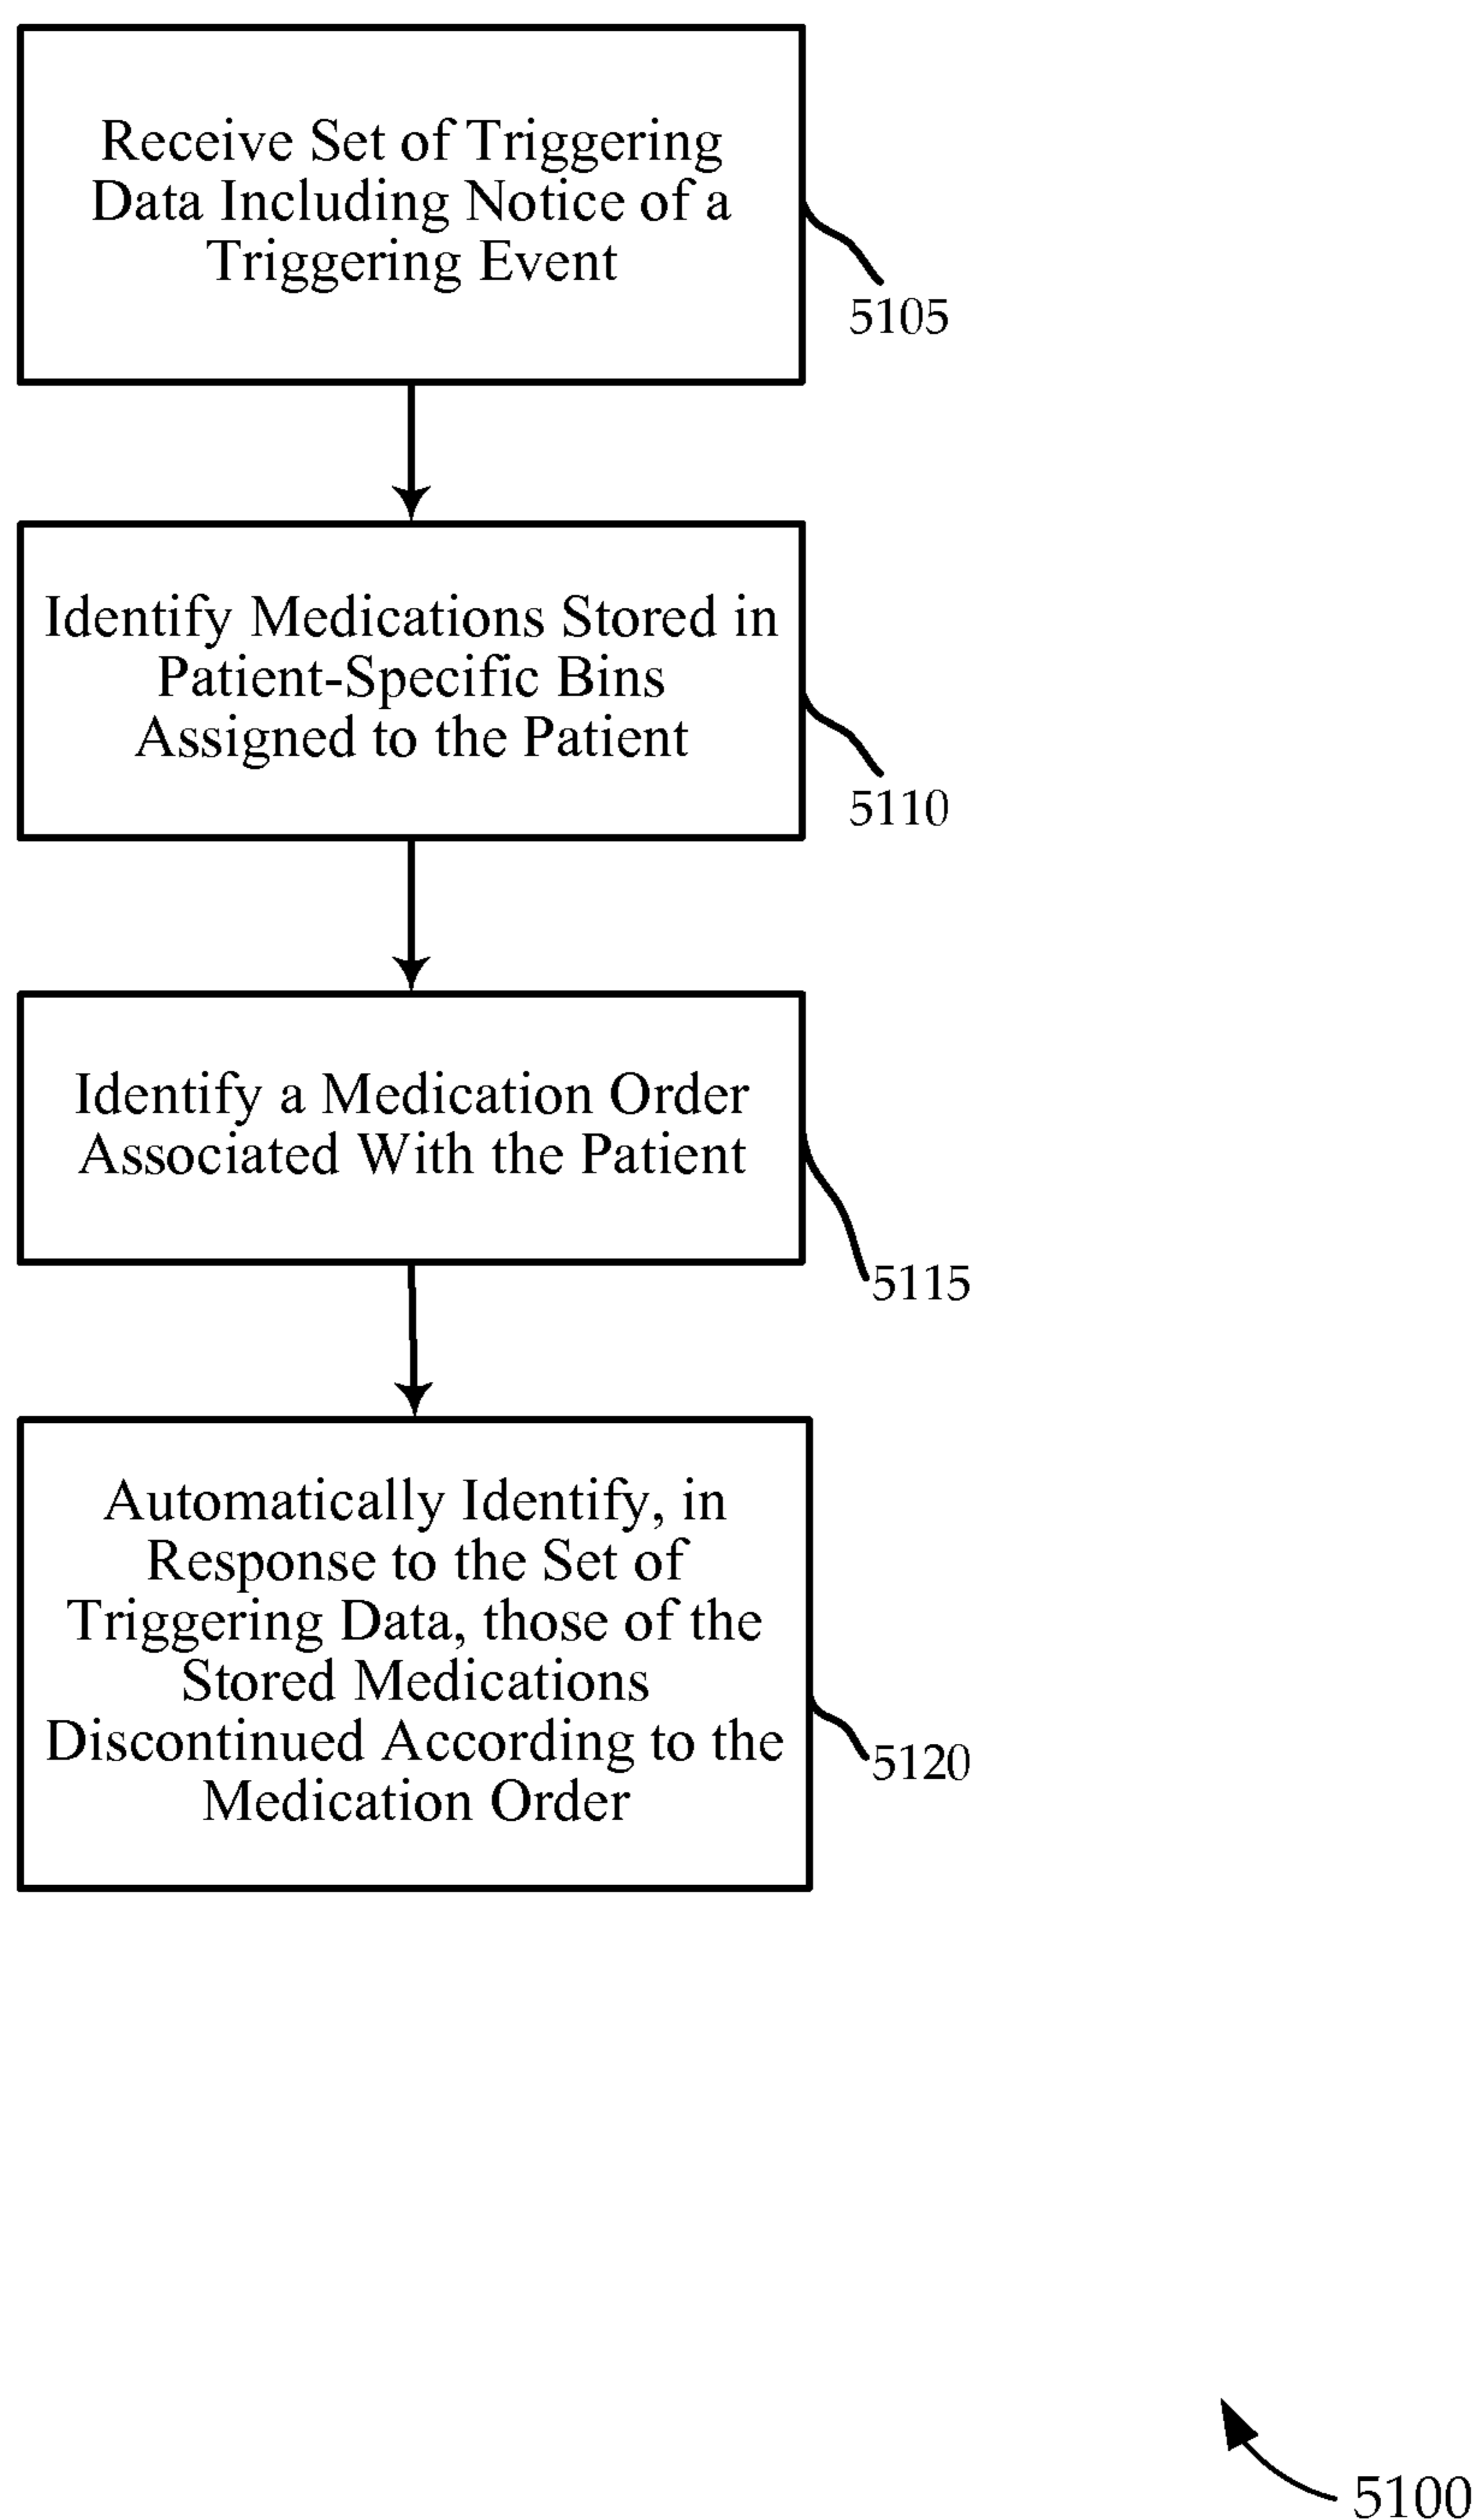 Receive Set of Triggering
Data Including Notice of a
Triggering Event
5105
Identify Medications Stored in
Patient-Specific Bins
Assigned to the Patient
5110
Identify a Medication Order
Associated With the Patient
5115
Automatically Identify, in
Response to the Set of
Triggering Data, those of the
Stored Medications
Discontinued According to the
Medication Order
5120
5100